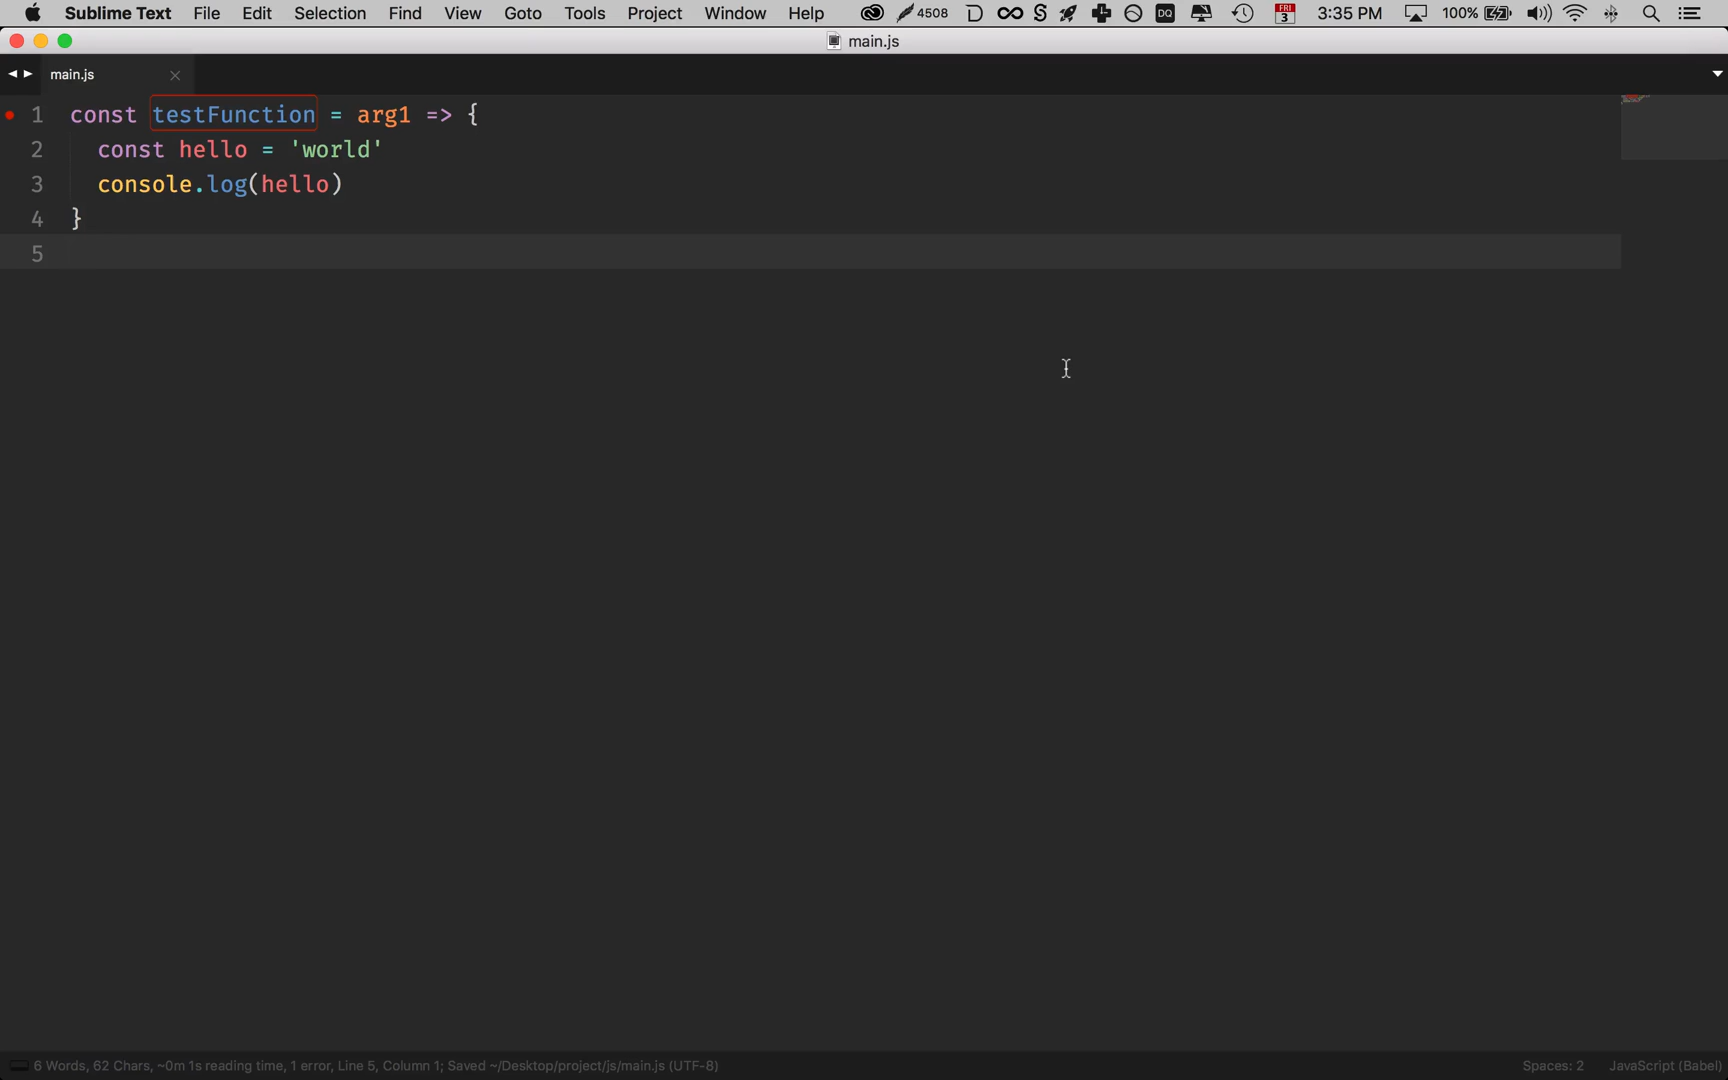 Sublime Text File Edit Selection Find View Goto Tools Project Window Help 4508 DQ FRI 3 3:35 PM 100%
main.js
main.js
1 const testFunction = arg1 => {
2 const hello = 'world'
3 console.log(hello)
4 }
5
6 Words, 62 Chars, ~0m 1s reading time, 1 error, Line 5, Column 1; Saved ~/Desktop/project/js/main.js (UTF-8) Spaces: 2 JavaScript (Babel)